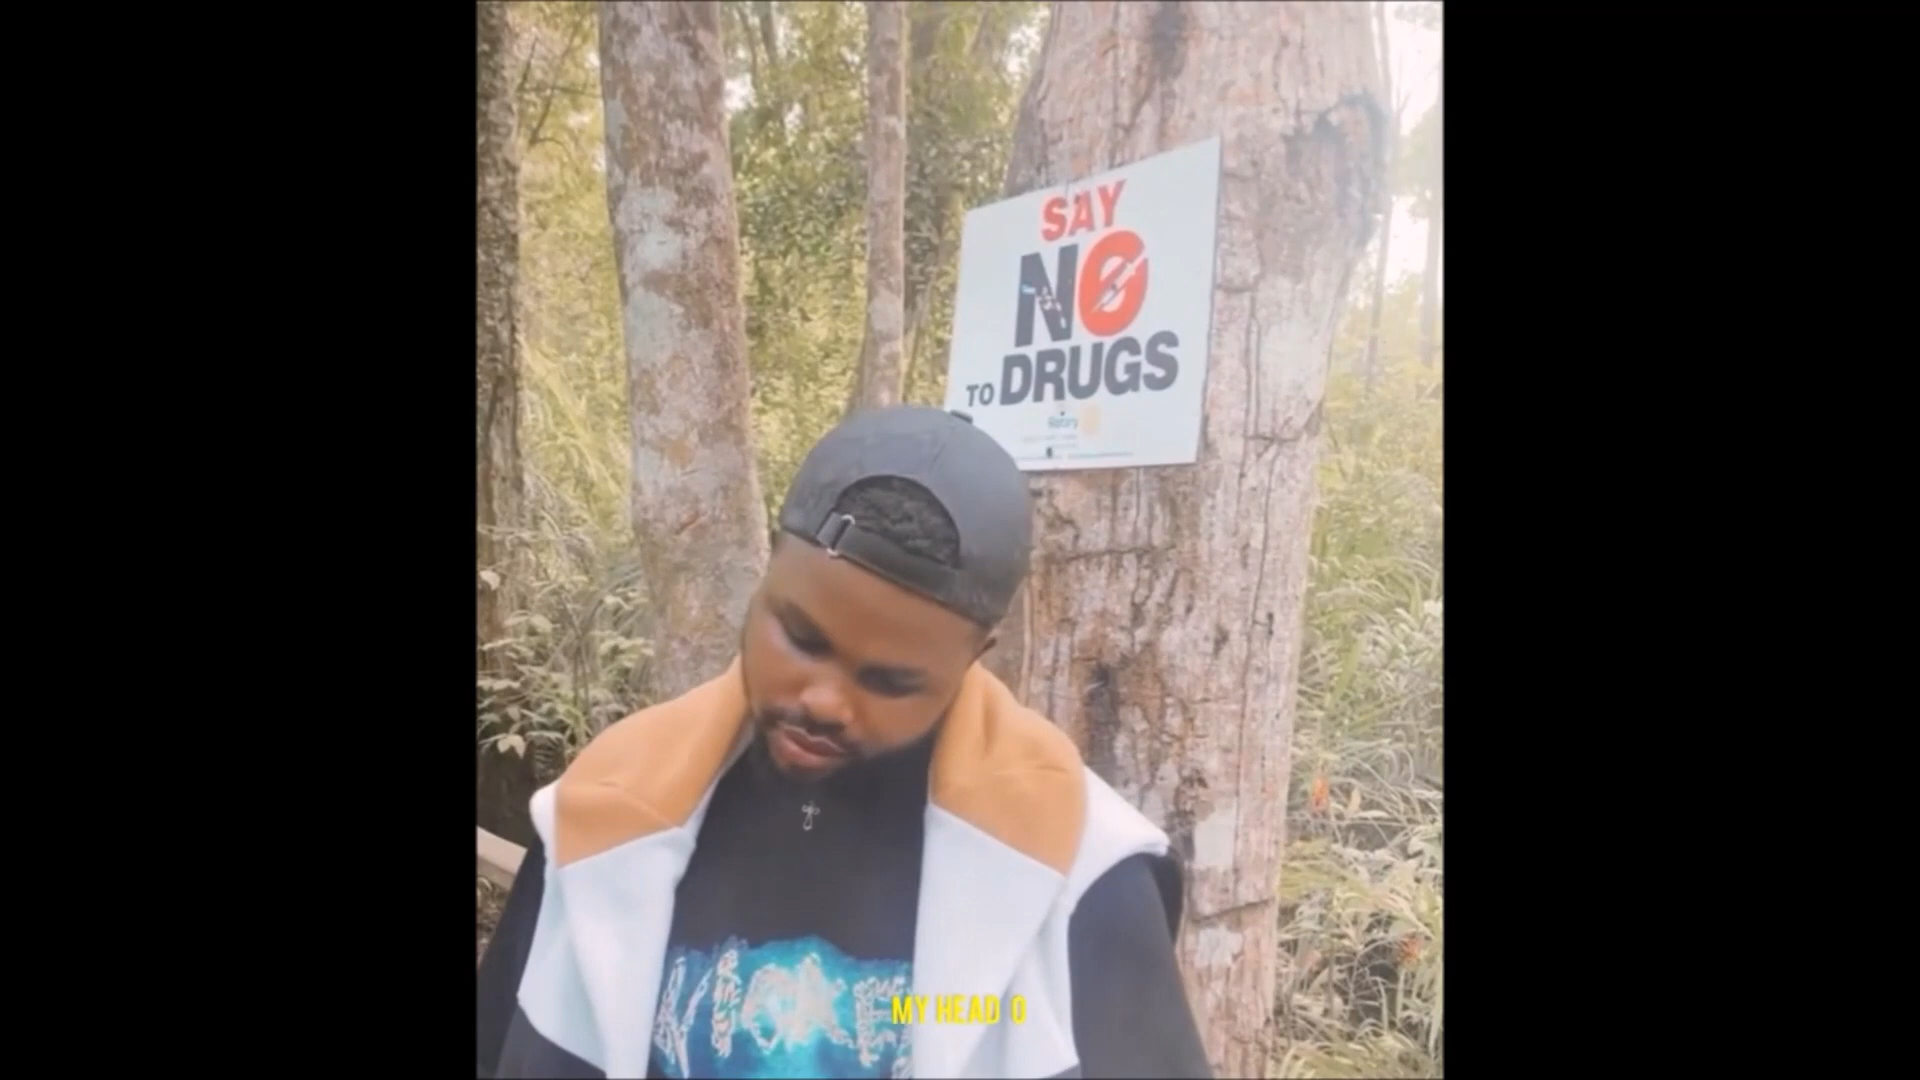 SAY
NO
TO DRUGS
Rotary
MY HEAD O